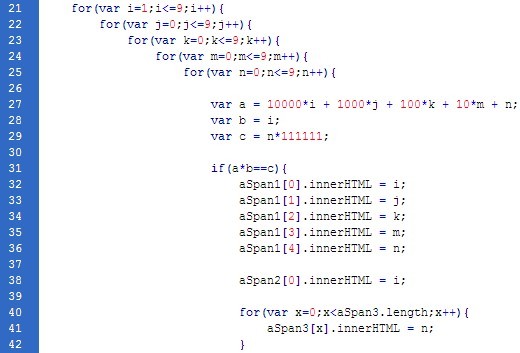 21 for(var i=1;i<=9;i++){
22 for(var j=0;j<=9;j++){
23 for(var k=0;k<=9;k++){
24 for(var m=0;m<=9;m++){
25 for(var n=0;n<=9;n++){
26
27 var a = 10000*i + 1000*j + 100*k + 10*m + n;
28 var b = i;
29 var c = n*111111;
30
31 if(a*b==c){
32 aSpan1[0].innerHTML = i;
33 aSpan1[1].innerHTML = j;
34 aSpan1[2].innerHTML = k;
35 aSpan1[3].innerHTML = m;
36 aSpan1[4].innerHTML = n;
37
38 aSpan2[0].innerHTML = i;
39
40 for(var x=0;x<aSpan3.length;x++){
41 aSpan3[x].innerHTML = n;
42 }